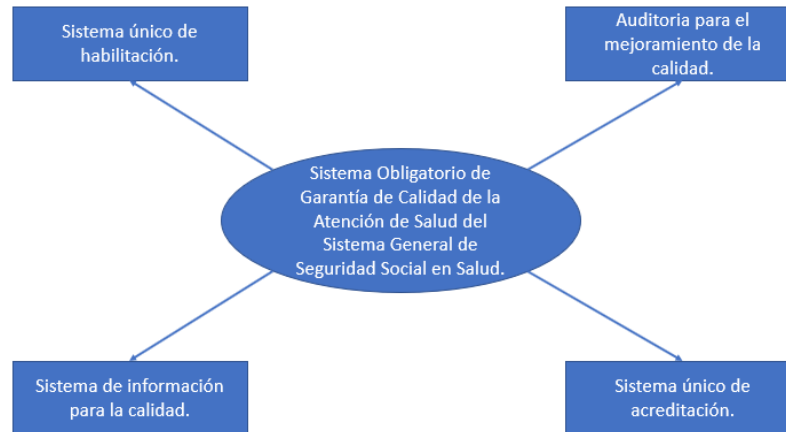 Sistema único de
habilitación.
Auditoria para el
mejoramiento de la
calidad.
Sistema Obligatorio de
Garantía de Calidad de la
Atención de Salud del
Sistema General de
Seguridad Social en Salud.
Sistema de información
para la calidad.
Sistema único de
acreditación.